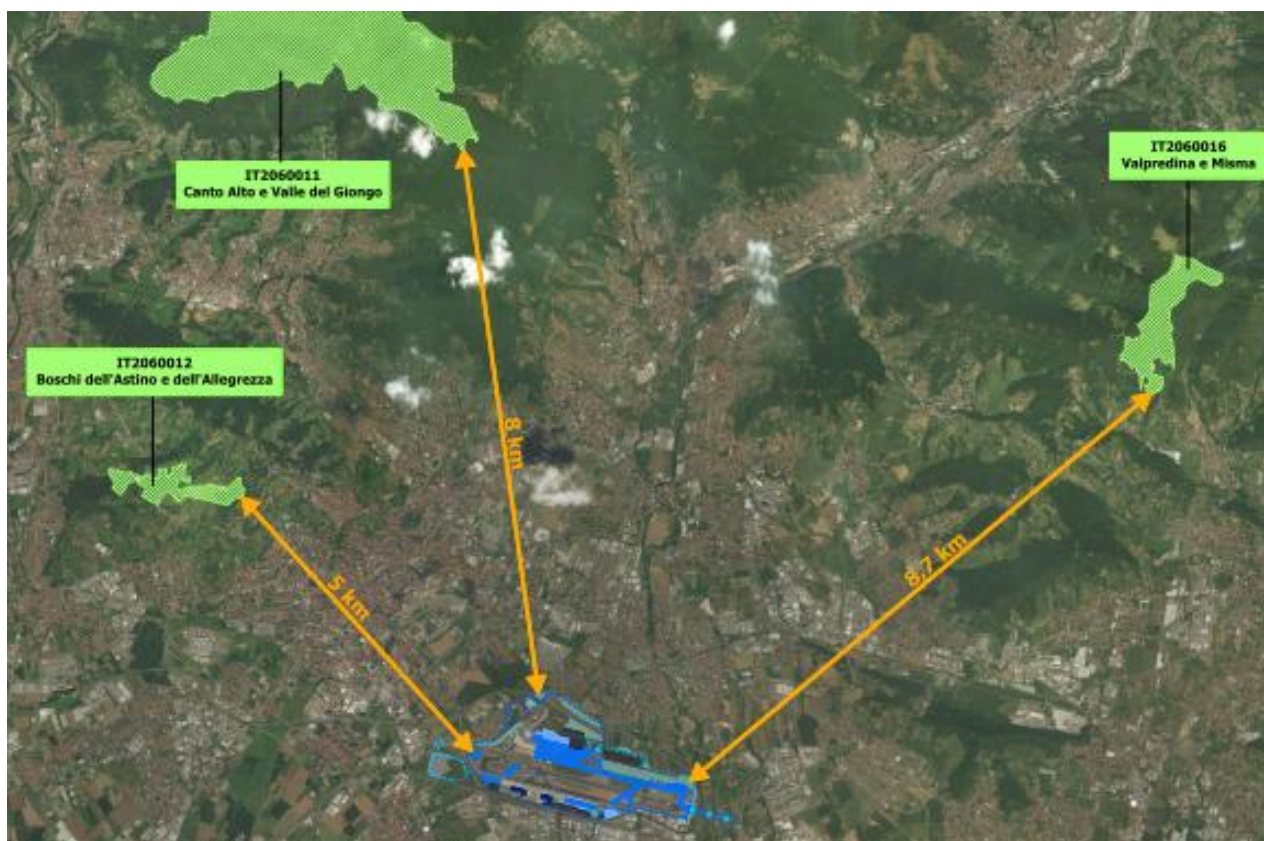 IT2060011
Canto Alto e Valle del Giongo
IT2060016
Valpredina e Misma
IT2060012
Boschi dell'Astino e dell'Allegrezza
8 km
5 km
8,7 km